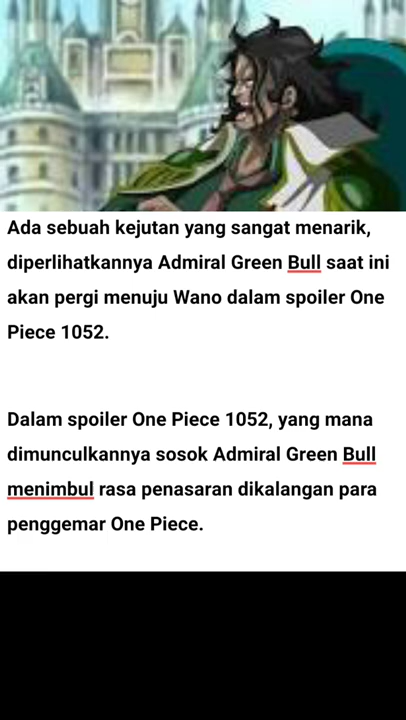 Ada sebuah kejutan yang sangat menarik,
diperlihatkannya Admiral Green Bull saat ini
akan pergi menuju Wano dalam spoiler One
Piece 1052.
Dalam spoiler One Piece 1052, yang mana
dimunculkannya sosok Admiral Green Bull
menimbul rasa penasaran dikalangan para
penggemar One Piece.